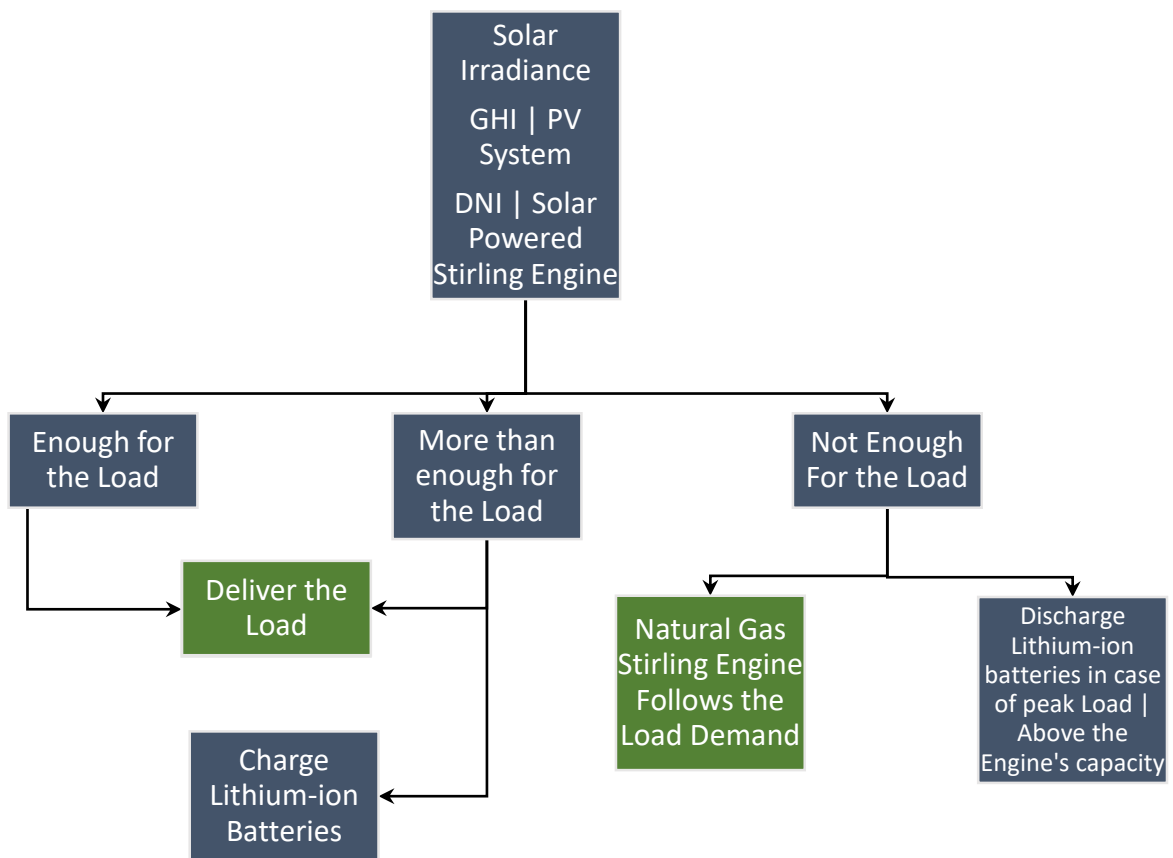 Solar
Irradiance
GHI | PV
System
DNI | Solar
Powered
Stirling Engine
Enough for
the Load
More than
enough for
the Load
Not Enough
For the Load
Deliver the
Load
Natural Gas
Stirling Engine
Follows the
Load Demand
Discharge
Lithium-ion
batteries in case
of peak Load |
Above the
Engine's capacity
Charge
Lithium-ion
Batteries